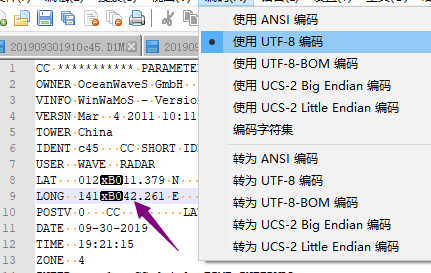 使用 ANSI 编码
201909301910c45.D1M
201909
使用 UTF-8 编码
使用 UTF-8-BOM 编码
使用 UCS-2 Big Endian 编码
使用 UCS-2 Little Endian 编码
编码字符集
转为 ANSI 编码
转为 UTF-8 编码
转为 UTF-8-BOM 编码
转为 UCS-2 Big Endian 编码
转为 UCS-2 Little Endian 编码
1 CC *********** PARAMETE
2 OWNER OceanWaveS GmbH
3 VINFO WinWaMoS - Version
4 VERSN Mar 4 2011 10:11
5 TOWER China
6 IDENT c45 CC SHORT IDE
7 USER WAVE RADAR
8 LAT 012xB011.379 N
9 LONG 141xB042.261 E
10 POSTV 0 CC LAT
11 DATE 09-30-2019
12 TIME 19:21:15
13 ZONE 4